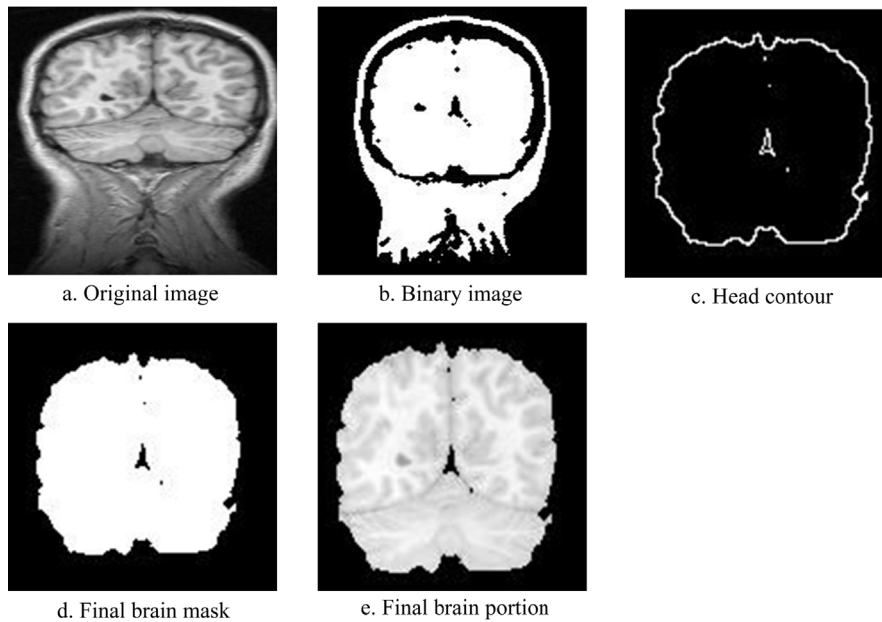 a. Original image
b. Binary image
c. Head contour
d. Final brain mask
e. Final brain portion